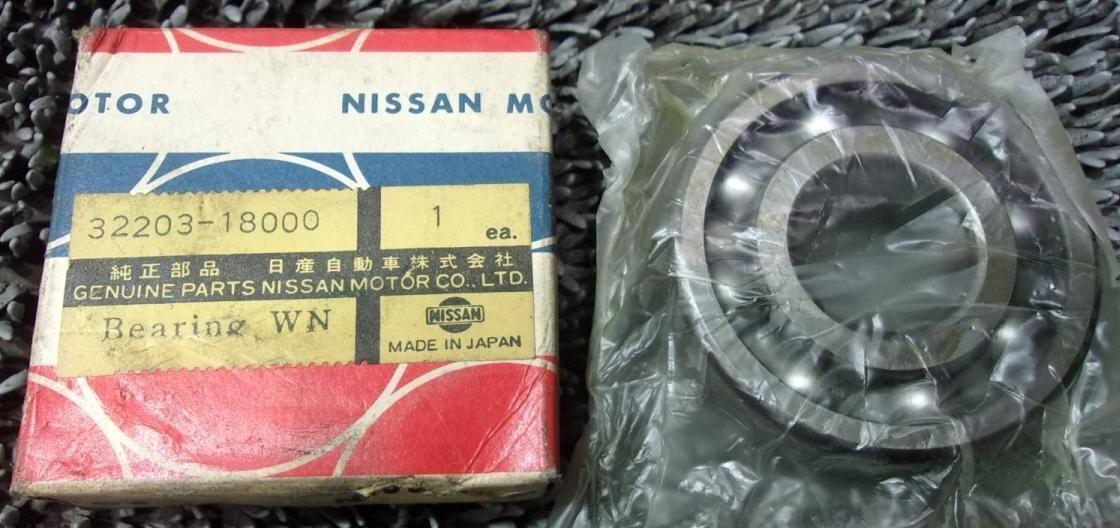 OTOR NISSAN MO
32203-18000 1 ea.
純正部品 日産自動車株式会社
GENUINE PARTS NISSAN MOTOR CO., LTD.
Bearing WN
NISSAN
MADE IN JAPAN